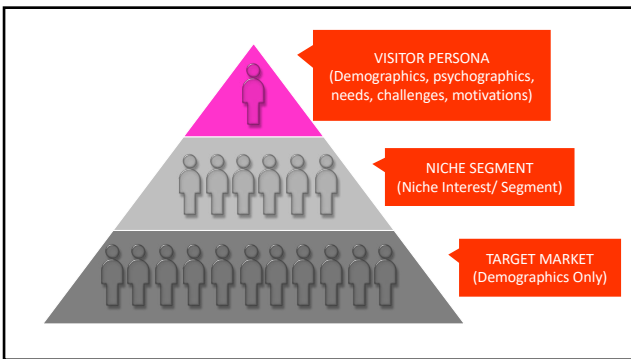 VISITOR PERSONA
(Demographics, psychographics,
needs, challenges, motivations)
NICHE SEGMENT
(Niche Interest/ Segment)
TARGET MARKET
(Demographics Only)